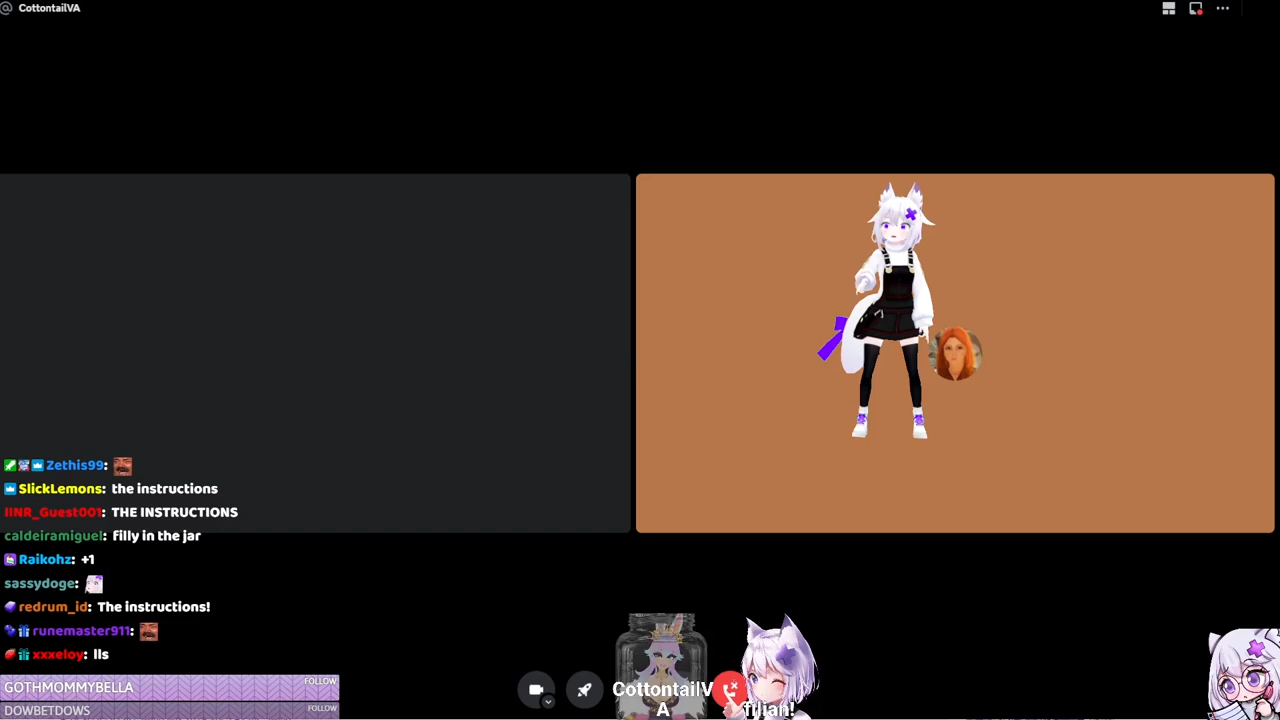 CottontailVA
Zethis99:
SlickLemons: the instructions
IINR_Guest001: THE INSTRUCTIONS
caldeiramiguel: filly in the jar
Raikohz: +1
sassydoge:
redrum_id: The instructions!
runemaster911:
xxxeloy: lls
GOTHMOMMYBELLA FOLLOW
DOWBETDOWS FOLLOW
CottontailV
A
filian!